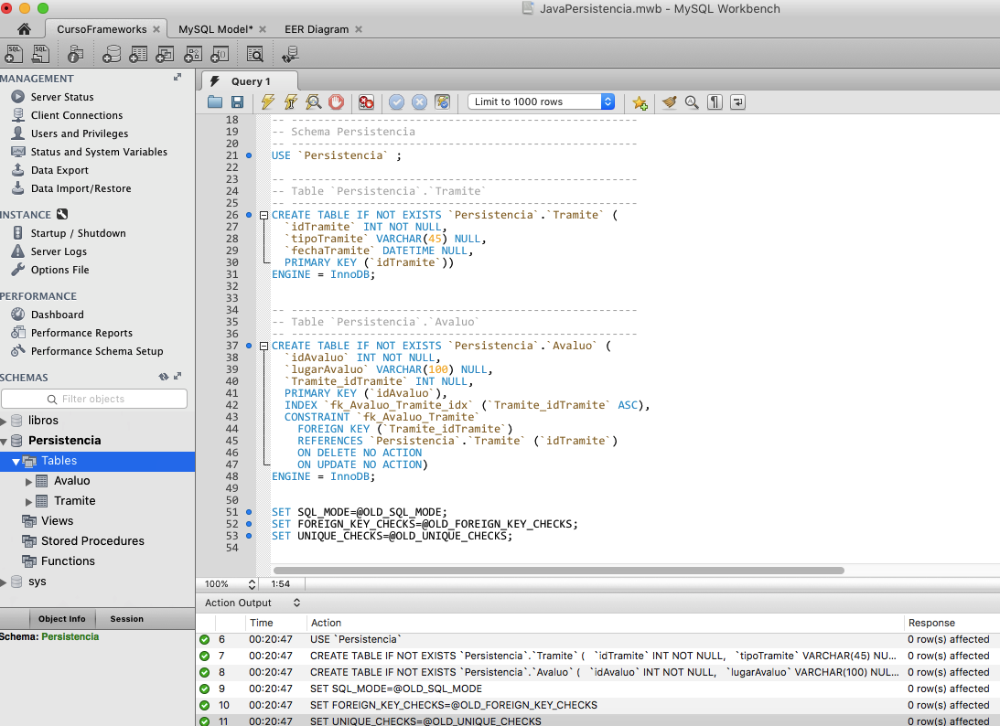 JavaPersistencia.mwb - MySQL Workbench
CursoFrameworks
MySQL Model*
EER Diagram
MANAGEMENT
Server Status
Client Connections
Users and Privileges
Status and System Variables
Data Export
Data Import/Restore
INSTANCE
Startup / Shutdown
Server Logs
Options File
PERFORMANCE
Dashboard
Performance Reports
Performance Schema Setup
SCHEMAS
Filter objects
libros
Persistencia
Tables
Avaluo
Tramite
Views
Stored Procedures
Functions
sys
Object Info Session
Schema: Persistencia
Query 1
Limit to 1000 rows
18 -- -----------------------------------------------------
19 -- Schema Persistencia
20 -- -----------------------------------------------------
21 USE `Persistencia` ;
22
23 -- -----------------------------------------------------
24 -- Table `Persistencia`.`Tramite`
25 -- -----------------------------------------------------
26 CREATE TABLE IF NOT EXISTS `Persistencia`.`Tramite` (
27 `idTramite` INT NOT NULL,
28 `tipoTramite` VARCHAR(45) NULL,
29 `fechaTramite` DATETIME NULL,
30 PRIMARY KEY (`idTramite`))
31 ENGINE = InnoDB;
32
33
34 -- -----------------------------------------------------
35 -- Table `Persistencia`.`Avaluo`
36 -- -----------------------------------------------------
37 CREATE TABLE IF NOT EXISTS `Persistencia`.`Avaluo` (
38 `idAvaluo` INT NOT NULL,
39 `lugarAvaluo` VARCHAR(100) NULL,
40 `Tramite_idTramite` INT NULL,
41 PRIMARY KEY (`idAvaluo`),
42 INDEX `fk_Avaluo_Tramite_idx` (`Tramite_idTramite` ASC),
43 CONSTRAINT `fk_Avaluo_Tramite`
44 FOREIGN KEY (`Tramite_idTramite`)
45 REFERENCES `Persistencia`.`Tramite` (`idTramite`)
46 ON DELETE NO ACTION
47 ON UPDATE NO ACTION)
48 ENGINE = InnoDB;
49
50
51 SET SQL_MODE=@OLD_SQL_MODE;
52 SET FOREIGN_KEY_CHECKS=@OLD_FOREIGN_KEY_CHECKS;
53 SET UNIQUE_CHECKS=@OLD_UNIQUE_CHECKS;
54
100% 1:54
Action Output
Time Action Response
6 00:20:47 USE `Persistencia` 0 row(s) affected
7 00:20:47 CREATE TABLE IF NOT EXISTS `Persistencia`.`Tramite` ( `idTramite` INT NOT NULL, `tipoTramite` VARCHAR(45) NU... 0 row(s) affected
8 00:20:47 CREATE TABLE IF NOT EXISTS `Persistencia`.`Avaluo` ( `idAvaluo` INT NOT NULL, `lugarAvaluo` VARCHAR(100) NUL... 0 row(s) affected
9 00:20:47 SET SQL_MODE=@OLD_SQL_MODE 0 row(s) affected
10 00:20:47 SET FOREIGN_KEY_CHECKS=@OLD_FOREIGN_KEY_CHECKS 0 row(s) affected
11 00:20:47 SET UNIQUE_CHECKS=@OLD_UNIQUE_CHECKS 0 row(s) affected